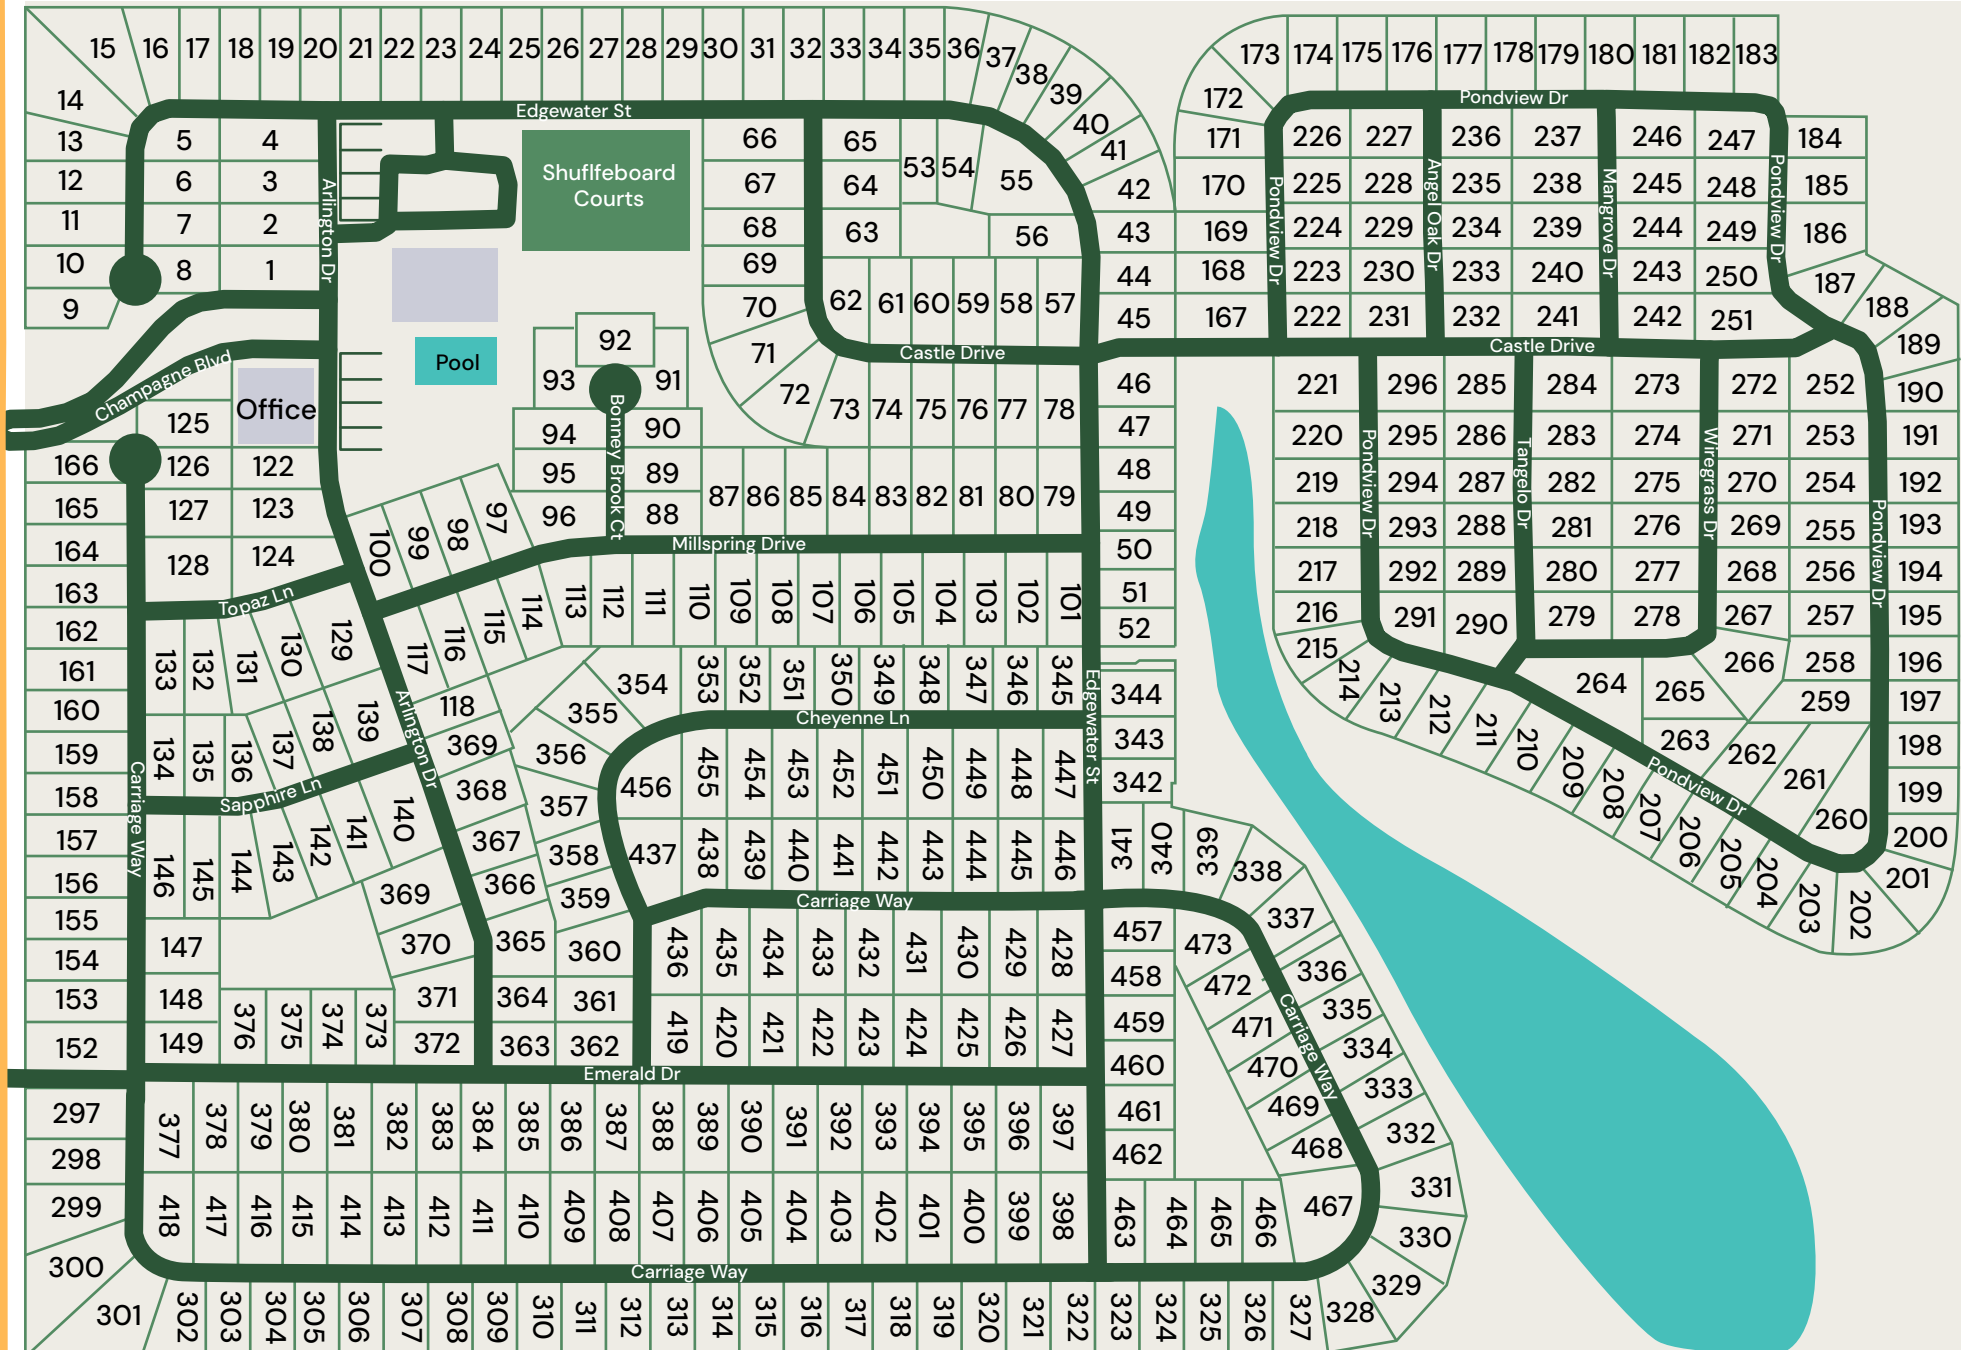 15 16 17 18 19 20 21 22 23 24 25 26 27 28 29 30 31 32 33 34 35 36 37 38 39 40 41 42 43 44 45
14
13
12
11
10
9
5 4
6 3
7 2
8 1
Edgewater St
Arlington Dr
Shuflfeboard
Courts
66 65 53 54 55
67 64
68 63 56
69
70 62 61 60 59 58 57
71
72
Castle Drive
73 74 75 76 77 78
Champagne Blvd
Office
Pool
92
93 91
94 90
95 89
96 88
Bonney Brook Ct
87 86 85 84 83 82 81 80 79
46
47
48
49
50
51
52
173 174 175 176 177 178 179 180 181 182 183
172
171
170
169
168
167
Pondview Dr
Pondview Dr
Angel Oak Dr
Mangrove Dr
Pondview Dr
226 227 236 237 246 247 184
225 228 235 238 245 248 185
224 229 234 239 244 249 186
223 230 233 240 243 250 187
222 231 232 241 242 251 188
189
Castle Drive
221 296 285 284 273 272 252 190
220 295 286 283 274 271 253 191
219 294 287 282 275 270 254 192
218 293 288 281 276 269 255 193
217 292 289 280 277 268 256 194
216 291 290 279 278 267 257 195
Pondview Dr
Tangelo Dr
Wiregrass Dr
Pondview Dr
215 214 213 212 211 210 209 208 207 206 205 204 203 202 201 200
264 265 266 258 196
259 197
263 262 261 260 198
199
Pondview Dr
125
166 126 122
165 127 123
164 128 124
163
Topaz Ln
100 99 98 97
Millspring Drive
113 112 111 110 109 108 107 106 105 104 103 102 101
117 116 115 114
118
162
161
160
159
158
157
156
155
154
153
152
133 132 131 130 129
134 135 136 137 138 139
Sapphire Ln
Carriage Way
Arlington Dr
146 145 144 143 142 141 140
147
148
149
369
370
371
372
376 375 374 373
369
368
367
366
365
364
363
354 353 352 351 350 349 348 347 346 345
355
356
357
358
359
360
361
362
Cheyenne Ln
Edgewater St
344
343
342
341 340 339 338 337 336 335 334 333 332 331 330 329 328
456 455 454 453 452 451 450 449 448 447
437 438 439 440 441 442 443 444 445 446
Carriage Way
436 435 434 433 432 431 430 429 428
419 420 421 422 423 424 425 426 427
457 473
458 472
459 471
460 470
461 469
462 468
463 464 465 466 467
Carriage Way
Emerald Dr
297
298
299
300
301
377 378 379 380 381 382 383 384 385 386 387 388 389 390 391 392 393 394 395 396 397
418 417 416 415 414 413 412 411 410 409 408 407 406 405 404 403 402 401 400 399 398
Carriage Way
302 303 304 305 306 307 308 309 310 311 312 313 314 315 316 317 318 319 320 321 322 323 324 325 326 327